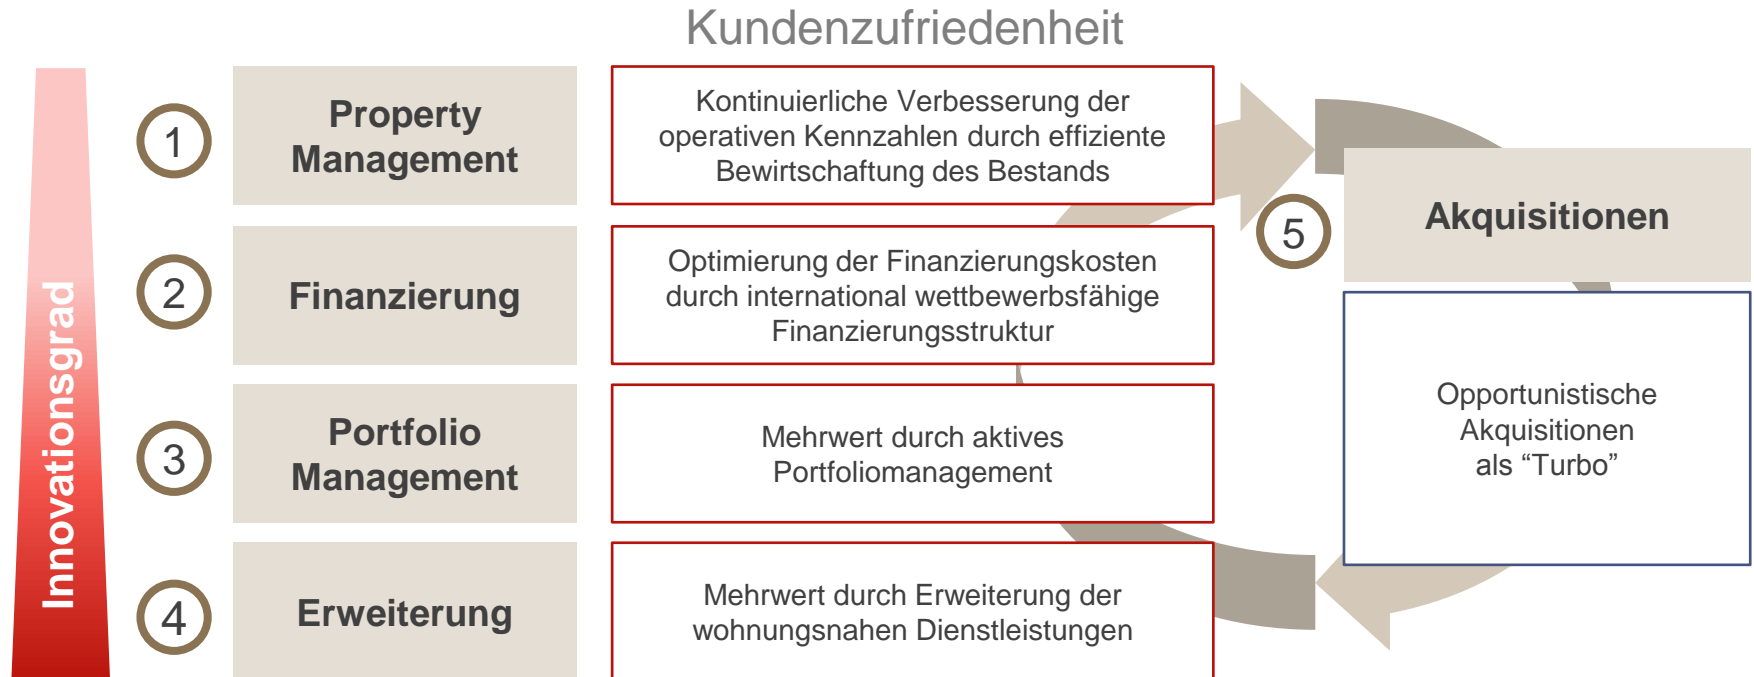 Kundenzufriedenheit
Innovationsgrad
1
Property
Management
Kontinuierliche Verbesserung der
operativen Kennzahlen durch effiziente
Bewirtschaftung des Bestands
2
Finanzierung
Optimierung der Finanzierungskosten
durch international wettbewerbsfähige
Finanzierungsstruktur
3
Portfolio
Management
Mehrwert durch aktives
Portfoliomanagement
4
Erweiterung
Mehrwert durch Erweiterung der
wohnungsnahen Dienstleistungen
5
Akquisitionen
Opportunistische
Akquisitionen
als “Turbo”